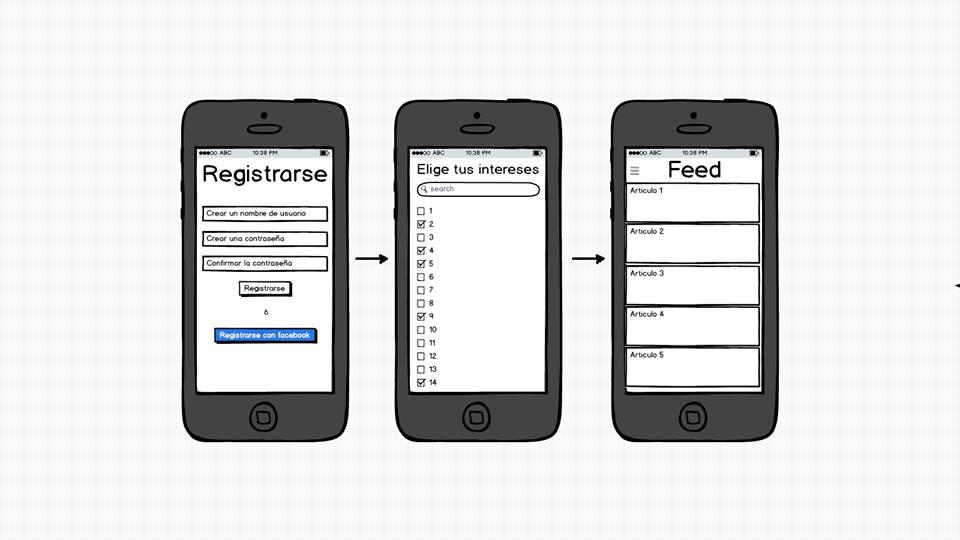 ABC 10:38 PM
Registrarse
Crear un nombre de usuario
Crear una contraseña
Confirmar la contraseña
Registrarse
ó
Registrarse con facebook
ABC 10:38 PM
Elige tus intereses
search
1
2
3
4
5
6
7
8
9
10
11
12
13
14
ABC 10:38 PM
Feed
Articulo 1
Articulo 2
Articulo 3
Articulo 4
Articulo 5